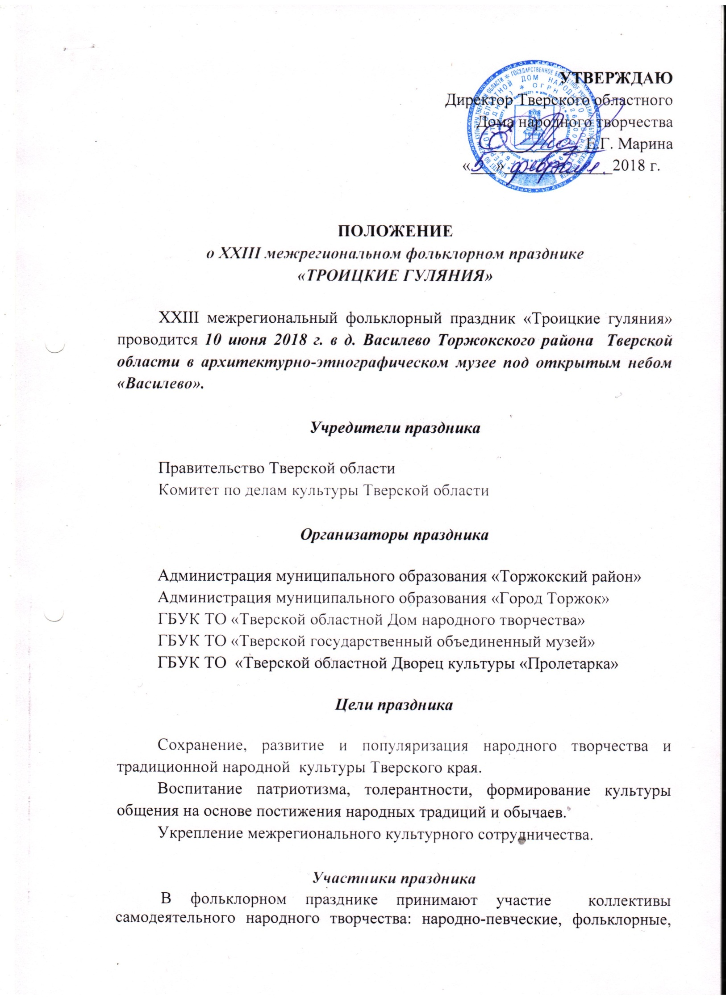 УТВЕРЖДАЮ
Директор Тверского областного
Дома народного творчества
Е.Г. Марина
«5» февраля 2018 г.
ПОЛОЖЕНИЕ
о XXIII межрегиональном фольклорном празднике
«ТРОИЦКИЕ ГУЛЯНИЯ»
XXIII межрегиональный фольклорный праздник «Троицкие гуляния»
проводится 10 июня 2018 г. в д. Василево Торжокского района Тверской
области в архитектурно-этнографическом музее под открытым небом
«Василево».
Учредители праздника
Правительство Тверской области
Комитет по делам культуры Тверской области
Организаторы праздника
Администрация муниципального образования «Торжокский район»
Администрация муниципального образования «Город Торжок»
ГБУК ТО «Тверской областной Дом народного творчества»
ГБУК ТО «Тверской государственный объединенный музей»
ГБУК ТО «Тверской областной Дворец культуры «Пролетарка»
Цели праздника
Сохранение, развитие и популяризация народного творчества и
традиционной народной культуры Тверского края.
Воспитание патриотизма, толерантности, формирование культуры
общения на основе постижения народных традиций и обычаев.
Укрепление межрегионального культурного сотрудничества.
Участники праздника
В фольклорном празднике принимают участие коллективы
самодеятельного народного творчества: народно-певческие, фольклорные,